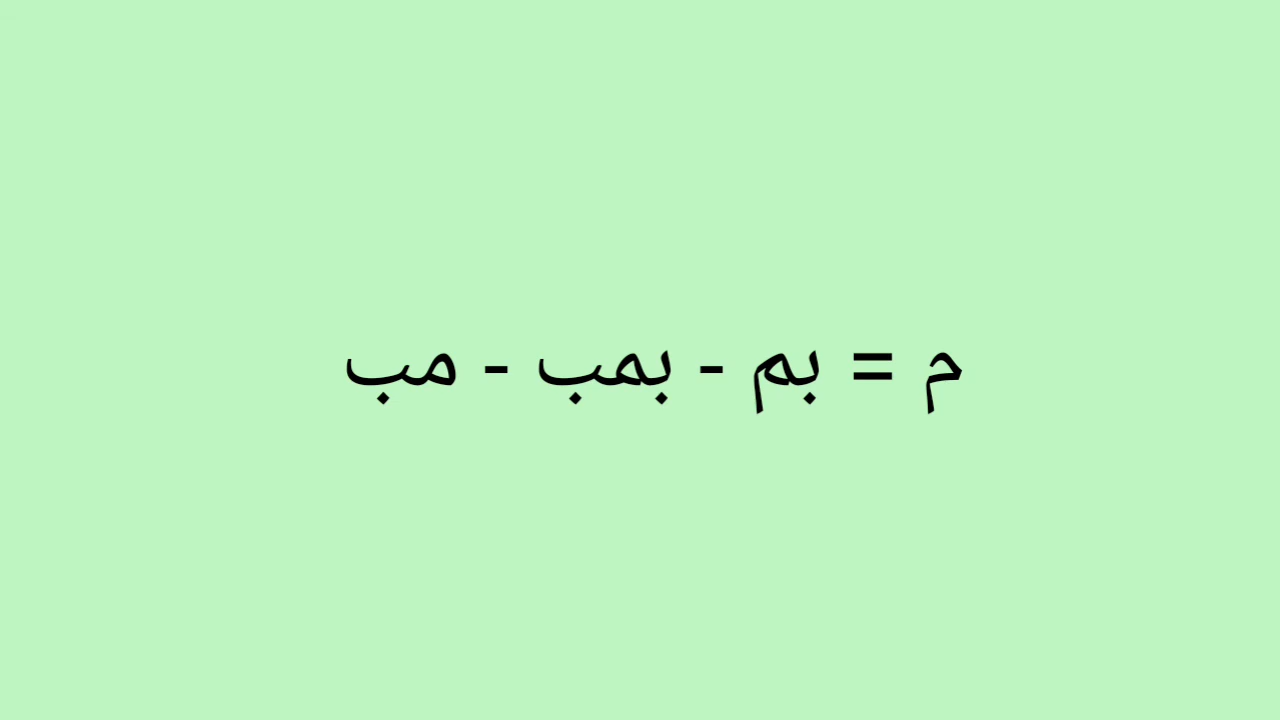 م = بم - بمب - مب